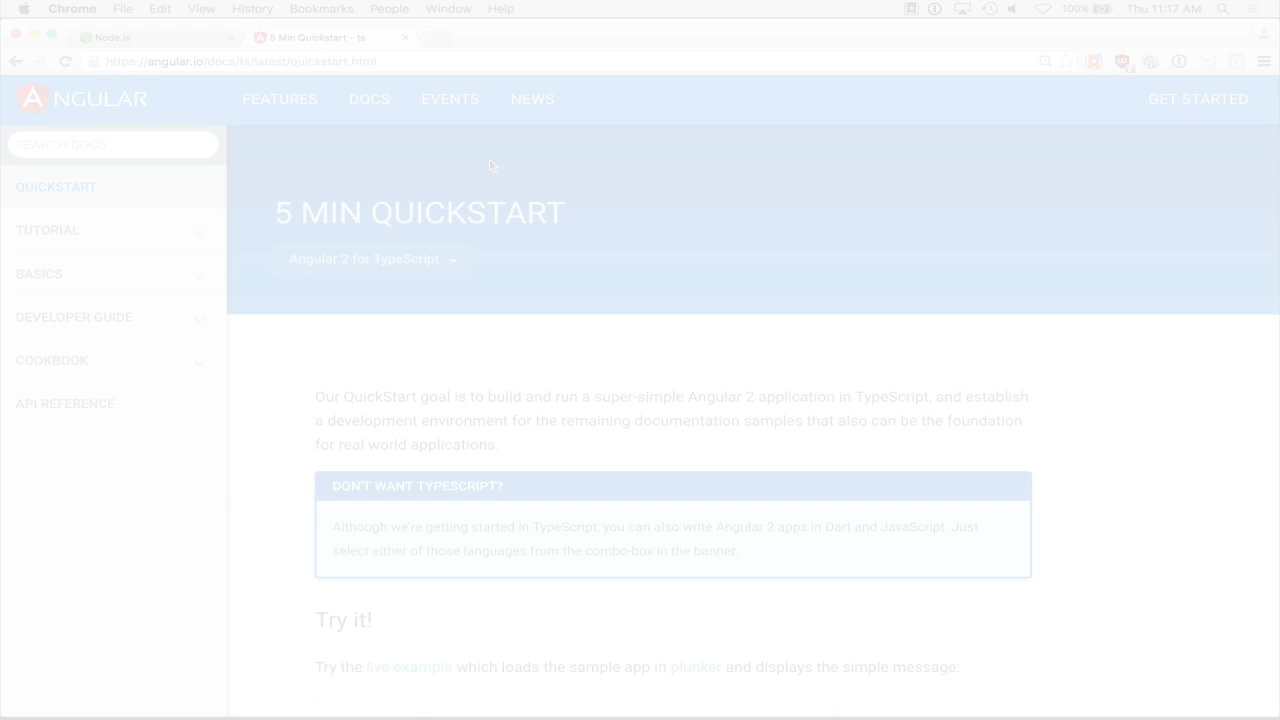 Chrome File Edit View History Bookmarks People Window Help 100% Thu 11:17 AM
Node.js 5 Min Quickstart - ts
https://angular.io/docs/ts/latest/quickstart.html
ANGULAR FEATURES DOCS EVENTS NEWS GET STARTED
SEARCH DOCS...
QUICKSTART
TUTORIAL
BASICS
DEVELOPER GUIDE
COOKBOOK
API REFERENCE
5 MIN QUICKSTART
Angular 2 for TypeScript
Our QuickStart goal is to build and run a super-simple Angular 2 application in TypeScript, and establish
a development environment for the remaining documentation samples that also can be the foundation
for real world applications.
DON'T WANT TYPESCRIPT?
Although we're getting started in TypeScript, you can also write Angular 2 apps in Dart and JavaScript. Just
select either of those languages from the combo-box in the banner.
Try it!
Try the live example which loads the sample app in plunker and displays the simple message: